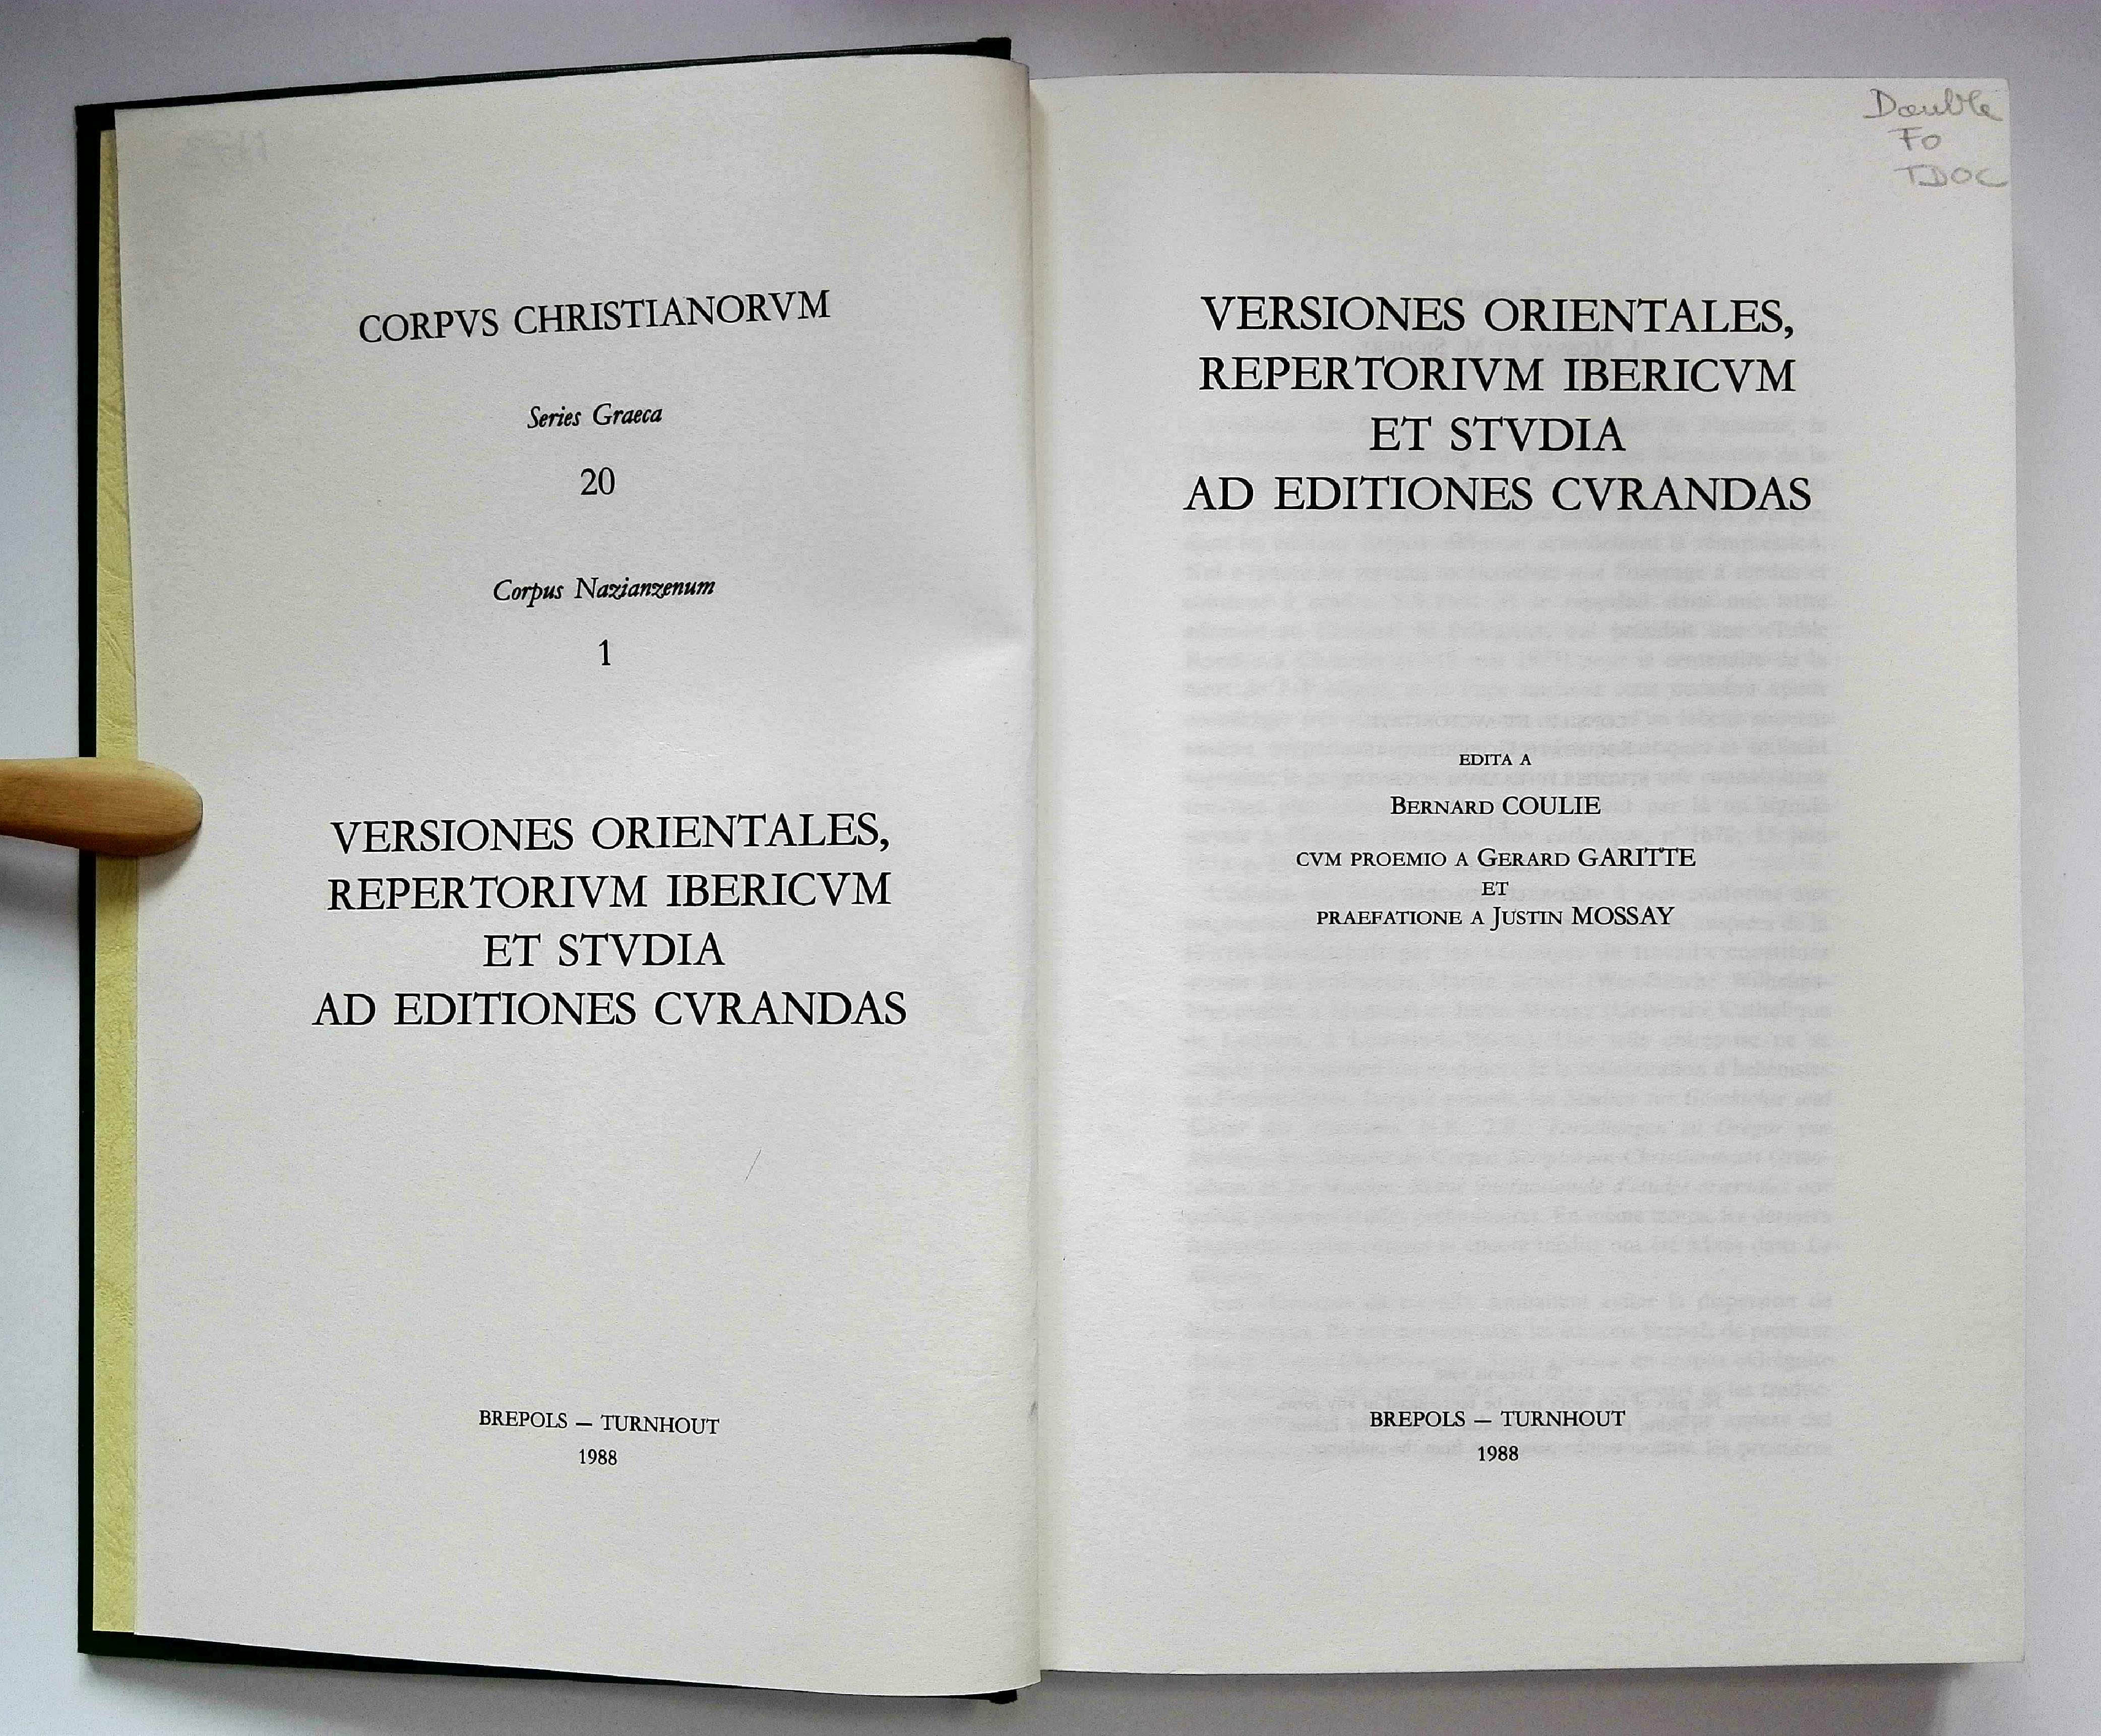 CORPVS CHRISTIANORVM
Series Graeca
20
Corpus Nazianzenum
1
VERSIONES ORIENTALES,
REPERTORIVM IBERICVM
ET STVDIA
AD EDITIONES CVRANDAS
BREPOLS — TURNHOUT
1988
Double
Fo
TDOC
VERSIONES ORIENTALES,
REPERTORIVM IBERICVM
ET STVDIA
AD EDITIONES CVRANDAS
EDITA A
BERNARD COULIE
CVM PROEMIO A GERARD GARITTE
ET
PRAEFATIONE A JUSTIN MOSSAY
BREPOLS — TURNHOUT
1988